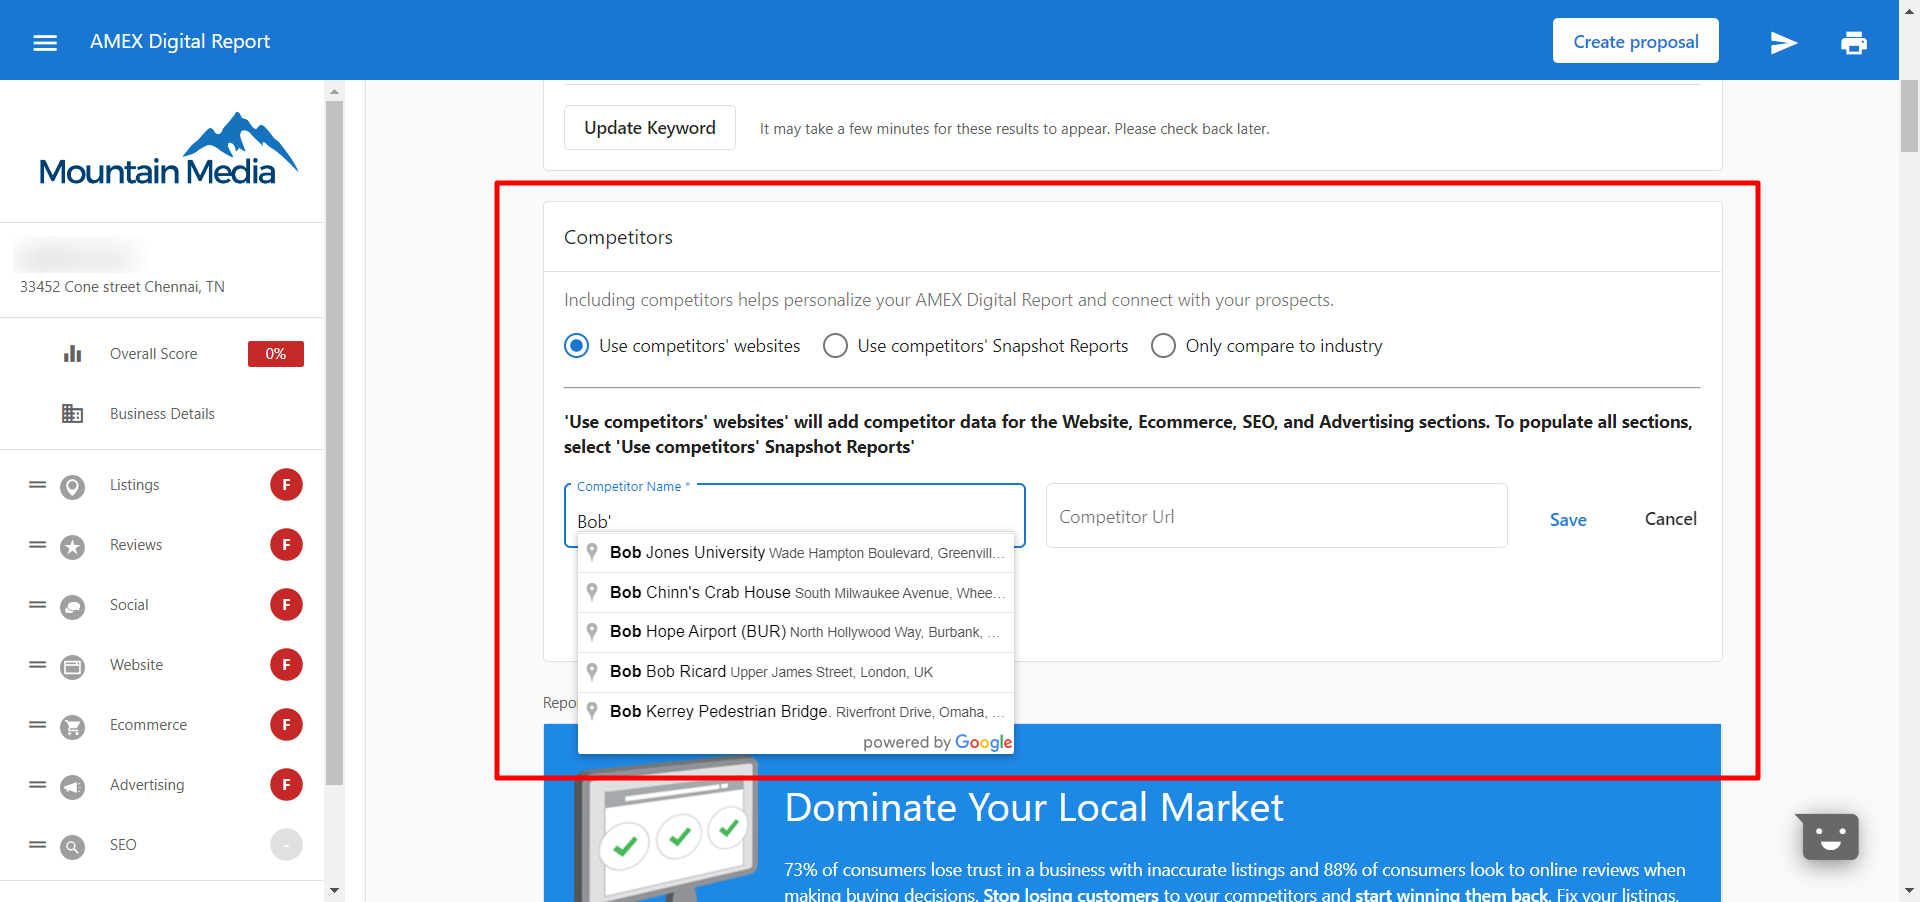 AMEX Digital Report
Create proposal
Mountain Media
33452 Cone street Chennai, TN
Overall Score 0%
Business Details
Listings F
Reviews F
Social F
Website F
Ecommerce F
Advertising F
SEO -
Update Keyword It may take a few minutes for these results to appear. Please check back later.
Competitors
Including competitors helps personalize your AMEX Digital Report and connect with your prospects.
Use competitors' websites Use competitors' Snapshot Reports Only compare to industry
'Use competitors' websites' will add competitor data for the Website, Ecommerce, SEO, and Advertising sections. To populate all sections,
select 'Use competitors' Snapshot Reports'
Competitor Name *
Bob'
Competitor Url
Save Cancel
Bob Jones University Wade Hampton Boulevard, Greenvill...
Bob Chinn's Crab House South Milwaukee Avenue, Whee...
Bob Hope Airport (BUR) North Hollywood Way, Burbank, ...
Bob Bob Ricard Upper James Street, London, UK
Bob Kerrey Pedestrian Bridge. Riverfront Drive, Omaha, ...
powered by Google
Repo
Dominate Your Local Market
73% of consumers lose trust in a business with inaccurate listings and 88% of consumers look to online reviews when
making buying decisions. Stop losing customers to your competitors and start winning them back. Fix your listings,